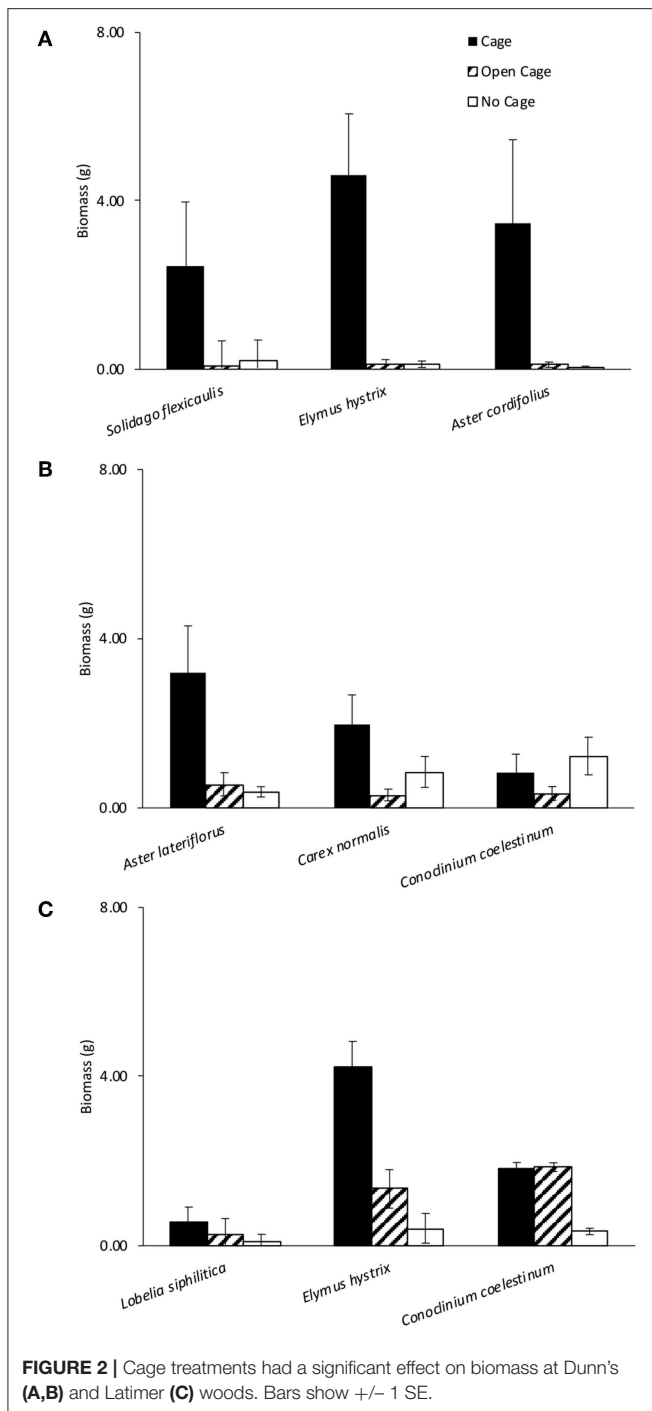 A
8.00
Cage
Open Cage
No Cage
Biomass (g)
4.00
0.00
Solidago flexicaulis
Elymus hystrix
Aster cordifolius
B
8.00
Biomass (g)
4.00
0.00
Aster lateriflorus
Carex normalis
Conoclinium coelestinum
C
8.00
Biomass (g)
4.00
0.00
Lobelia siphilitica
Elymus hystrix
Conoclinium coelestinum
FIGURE 2 | Cage treatments had a significant effect on biomass at Dunn's
(A,B) and Latimer (C) woods. Bars show +/– 1 SE.